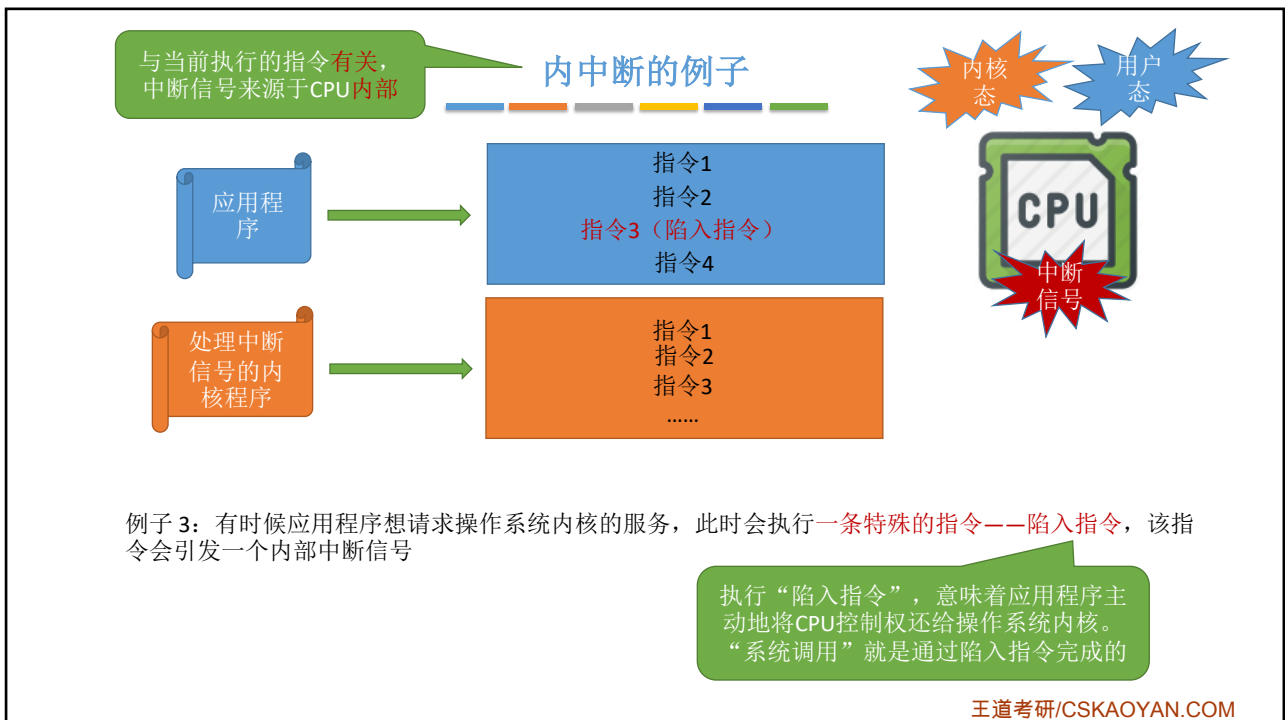 与当前执行的指令有关，
中断信号来源于CPU内部
内中断的例子
内核
态
用户
态
应用程
序
指令1
指令2
指令3（陷入指令）
指令4
CPU
中断
信号
处理中断
信号的内
核程序
指令1
指令2
指令3
……
例子 3：有时候应用程序想请求操作系统内核的服务，此时会执行一条特殊的指令——陷入指令，该指
令会引发一个内部中断信号
执行“陷入指令”，意味着应用程序主
动地将CPU控制权还给操作系统内核。
“系统调用”就是通过陷入指令完成的
王道考研/CSKAOYAN.COM